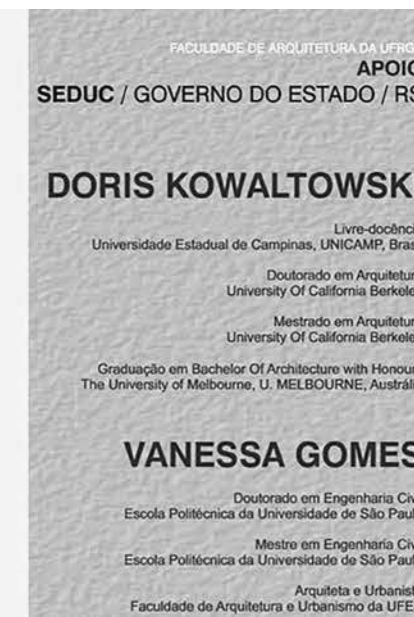 FACULDADE DE ARQUITETURA DA UFRG
APOIO
SEDUC / GOVERNO DO ESTADO / RS
DORIS KOWALTOWSK
Livre-docênci
Universidade Estadual de Campinas, UNICAMP, Bras
Doutorado em Arquitetur
University Of California Berkele
Mestrado em Arquitetur
University Of California Berkele
Graduação em Bachelor Of Architecture with Honour
The University of Melbourne, U. MELBOURNE, Austráli
VANESSA GOMES
Doutorado em Engenharia Civ
Escola Politécnica da Universidade de São Paul
Mestre em Engenharia Civ
Escola Politécnica da Universidade de São Paul
Arquiteta e Urbanist
Faculdade de Arquitetura e Urbanismo da UFE